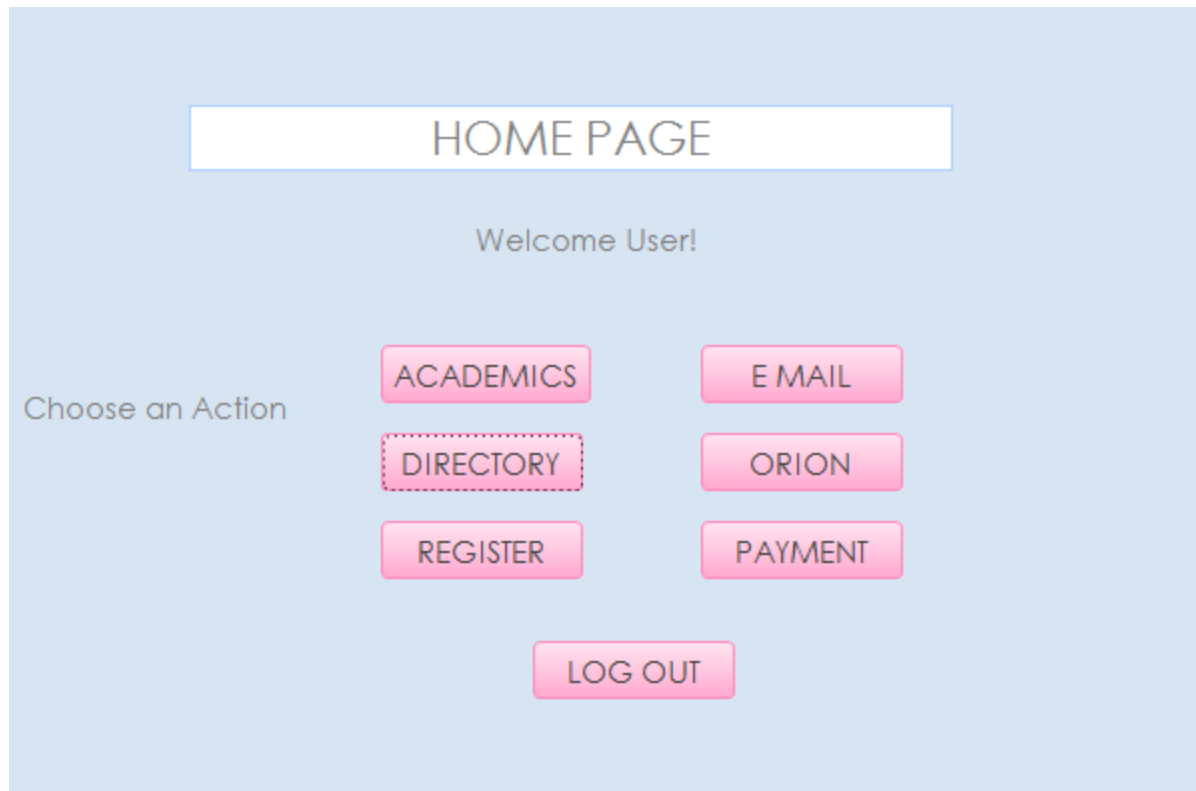 HOME PAGE
Welcome User!
ACADEMICS
E MAIL
Choose an Action
DIRECTORY
ORION
REGISTER
PAYMENT
LOG OUT